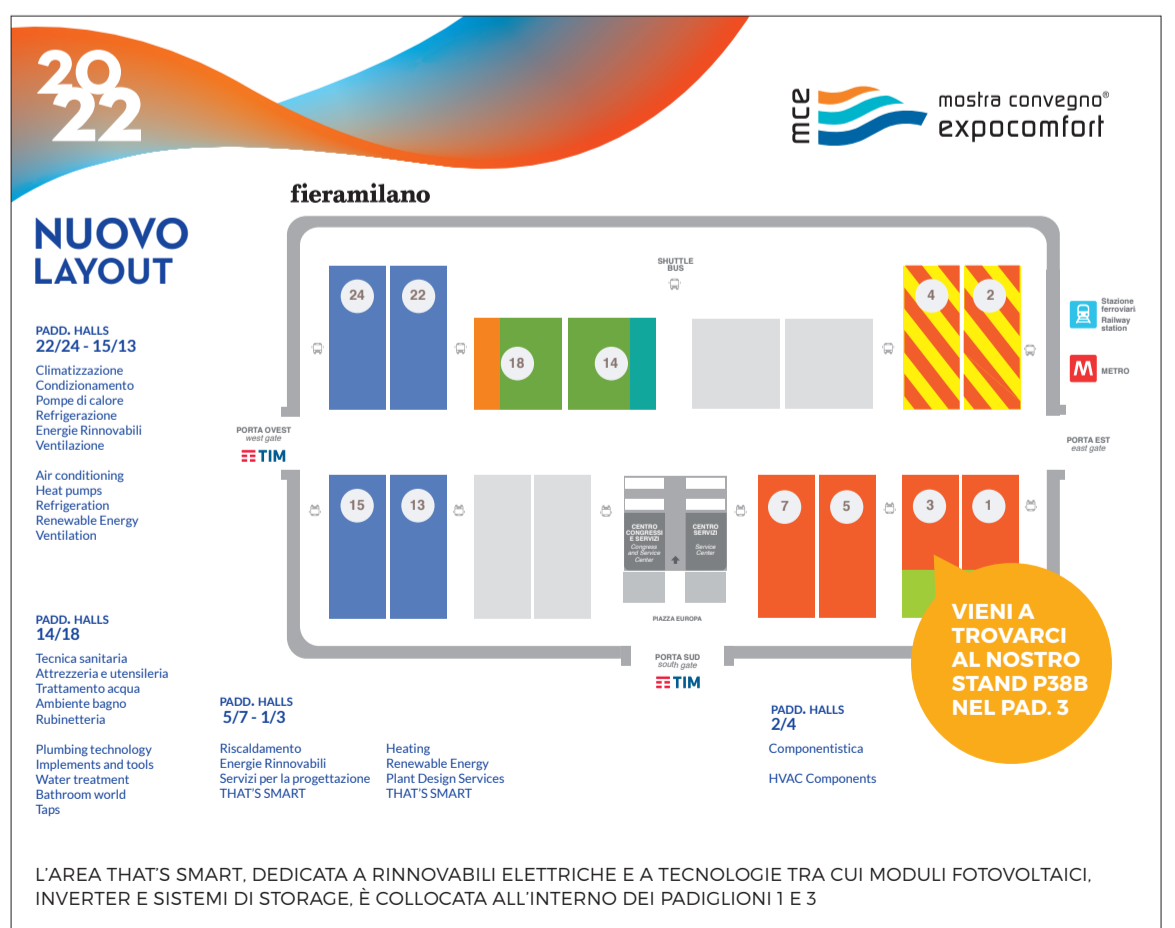 20
22
mce
mostra convegno®
expocomfort
fieramilano
NUOVO
LAYOUT
SHUTTLE
BUS
24
22
18
14
4
2
Stazione
ferroviaria
Railway
station
M METRO
PADD. HALLS
22/24 - 15/13
Climatizzazione
Condizionamento
Pompe di calore
Refrigerazione
Energie Rinnovabili
Ventilazione
Air conditioning
Heat pumps
Refrigeration
Renewable Energy
Ventilation
PORTA OVEST
west gate
TIM
PORTA EST
east gate
15
13
CENTRO
CONGRESSI
E SERVIZI
Congress
and Service
Center
CENTRO
SERVIZI
Service
Center
7
5
3
1
PIAZZA EUROPA
PORTA SUD
south gate
TIM
VIENI A
TROVARCI
AL NOSTRO
STAND P38B
NEL PAD. 3
PADD. HALLS
14/18
Tecnica sanitaria
Attrezzeria e utensileria
Trattamento acqua
Ambiente bagno
Rubinetteria
Plumbing technology
Implements and tools
Water treatment
Bathroom world
Taps
PADD. HALLS
5/7 - 1/3
Riscaldamento
Energie Rinnovabili
Servizi per la progettazione
THAT'S SMART
Heating
Renewable Energy
Plant Design Services
THAT'S SMART
PADD. HALLS
2/4
Componentistica
HVAC Components
L'AREA THAT'S SMART, DEDICATA A RINNOVABILI ELETTRICHE E A TECNOLOGIE TRA CUI MODULI FOTOVOLTAICI,
INVERTER E SISTEMI DI STORAGE, È COLLOCATA ALL'INTERNO DEI PADIGLIONI 1 E 3